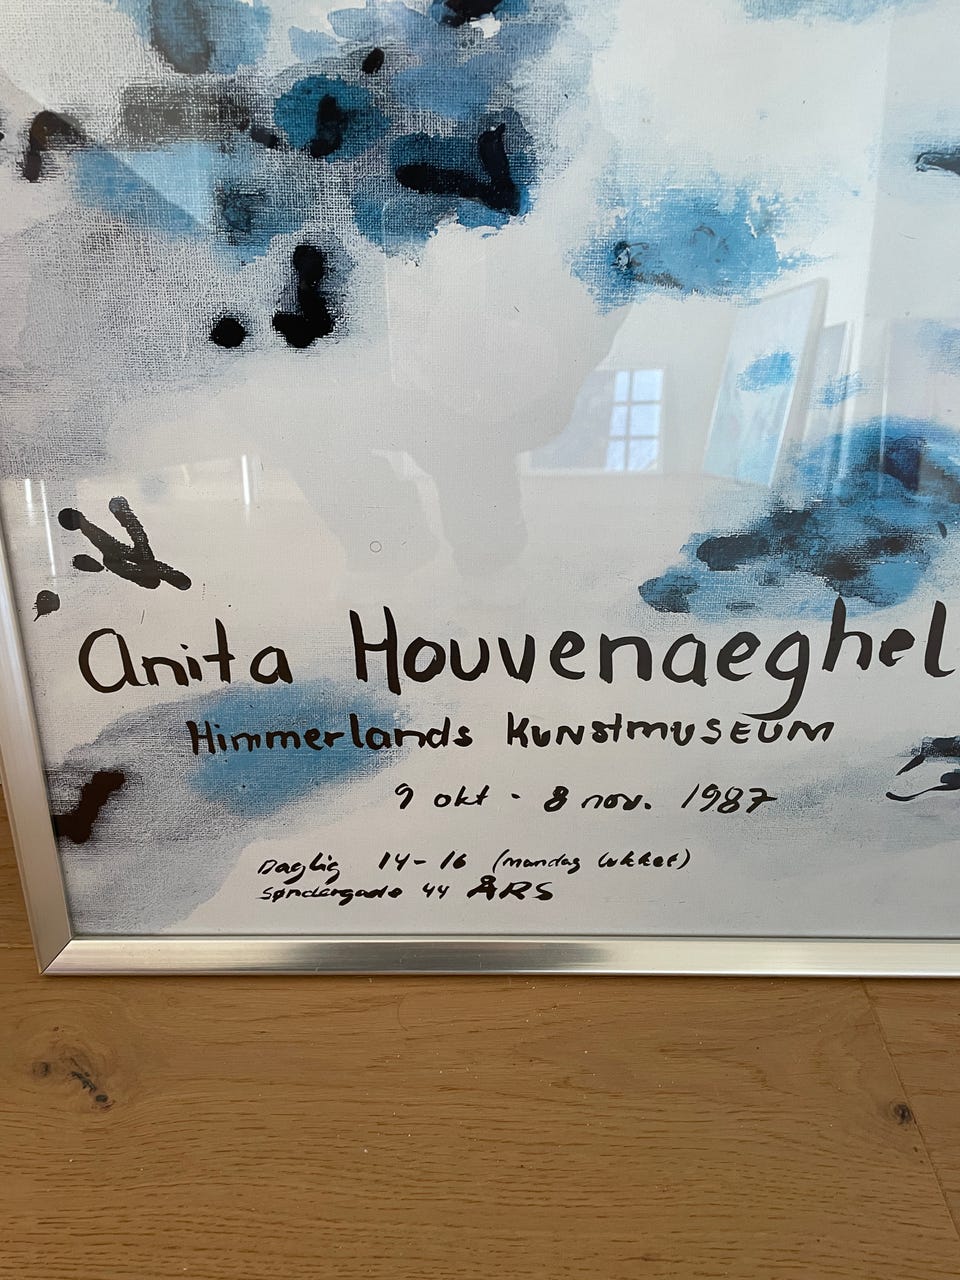 Anita Houvenaeghel
Himmerlands Kunstmuseum
9 okt - 8 nov. 1987
Daglig 14-16 (mandag lukket)
Søndergade 44 ÅRS